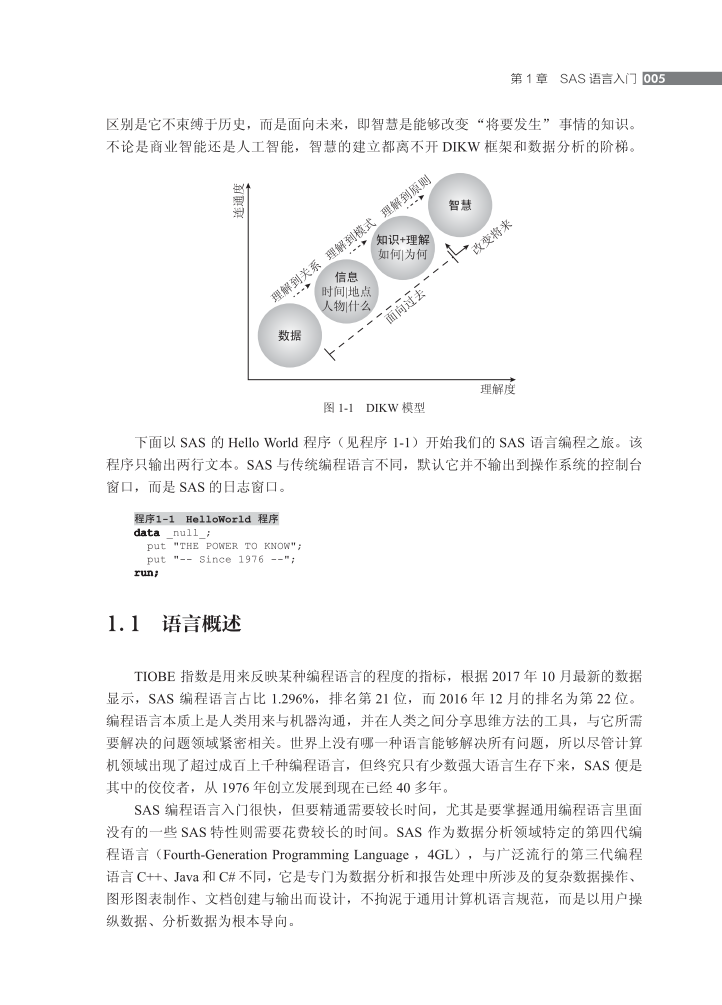 第 1 章　SAS 语言入门 005
区别是它不束缚于历史，而是面向未来，即智慧是能够改变“将要发生”事情的知识。
不论是商业智能还是人工智能，智慧的建立都离不开 DIKW 框架和数据分析的阶梯。
连通度
智慧
理解到原则
改变将来
知识+理解
如何|为何
理解到模式
信息
时间|地点
人物|什么
理解到关系
面向过去
数据
理解度
图 1-1　DIKW 模型
下面以 SAS 的 Hello World 程序（见程序 1-1）开始我们的 SAS 语言编程之旅。该
程序只输出两行文本。SAS 与传统编程语言不同，默认它并不输出到操作系统的控制台
窗口，而是 SAS 的日志窗口。
程序1-1　HelloWorld 程序
data _null_;
put "THE POWER TO KNOW";
put "-- Since 1976 --";
run;
1.1　语言概述
TIOBE 指数是用来反映某种编程语言的程度的指标，根据 2017 年 10 月最新的数据
显示，SAS 编程语言占比 1.296%，排名第 21 位，而 2016 年 12 月的排名为第 22 位。
编程语言本质上是人类用来与机器沟通，并在人类之间分享思维方法的工具，与它所需
要解决的问题领域紧密相关。世界上没有哪一种语言能够解决所有问题，所以尽管计算
机领域出现了超过成百上千种编程语言，但终究只有少数强大语言生存下来，SAS 便是
其中的佼佼者，从 1976 年创立发展到现在已经 40 多年。
SAS 编程语言入门很快，但要精通需要较长时间，尤其是要掌握通用编程语言里面
没有的一些 SAS 特性则需要花费较长的时间。SAS 作为数据分析领域特定的第四代编
程语言（Fourth-Generation Programming Language ，4GL），与广泛流行的第三代编程
语言 C++、Java 和 C# 不同，它是专门为数据分析和报告处理中所涉及的复杂数据操作、
图形图表制作、文档创建与输出而设计，不拘泥于通用计算机语言规范，而是以用户操
纵数据、分析数据为根本导向。